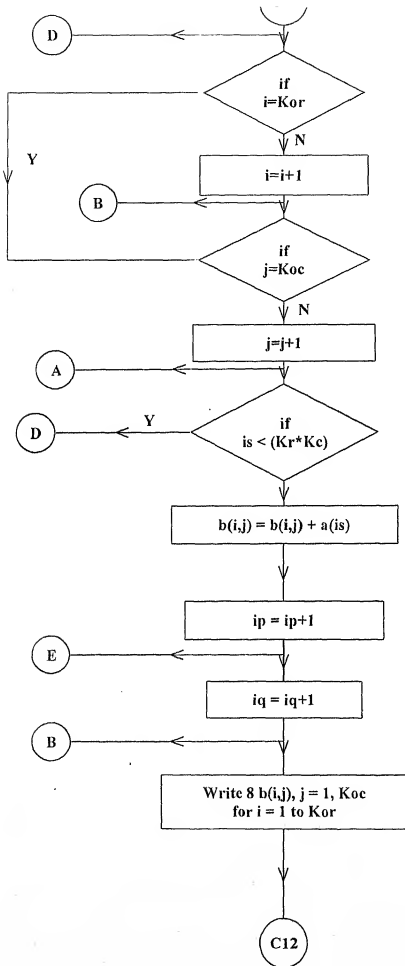 D
if
i=Kor
N
Y
i=i+1
B
if
j=Koc
N
j=j+1
A
Y
if
D
is < (Kr*Kc)
b(i,j) = b(i,j) + a(is)
ip = ip+1
E
iq = iq+1
B
Write 8 b(i,j), j = 1, Koc
for i = 1 to Kor
C12